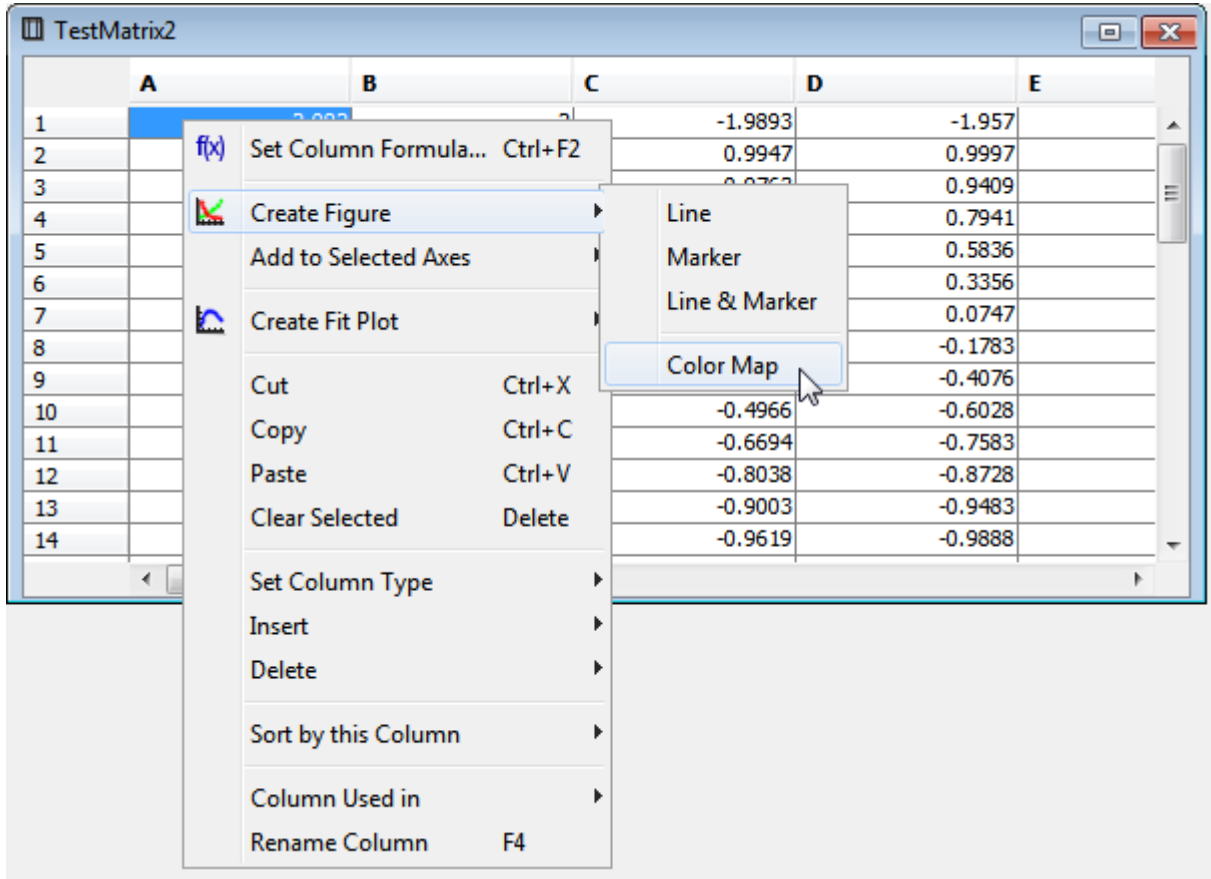 TestMatrix2
A B C D E
1 -1.9893 -1.957
2 f(x) Set Column Formula... Ctrl+F2 0.9947 0.9997
3 0.9409
4 Create Figure Line 0.7941
5 Add to Selected Axes Marker 0.5836
6 Line & Marker 0.3356
7 Create Fit Plot 0.0747
8 Color Map -0.1783
9 Cut Ctrl+X -0.4076
10 -0.4966 -0.6028
11 Copy Ctrl+C -0.6694 -0.7583
12 Paste Ctrl+V -0.8038 -0.8728
13 Clear Selected Delete -0.9003 -0.9483
14 -0.9619 -0.9888
Set Column Type
Insert
Delete
Sort by this Column
Column Used in
Rename Column F4